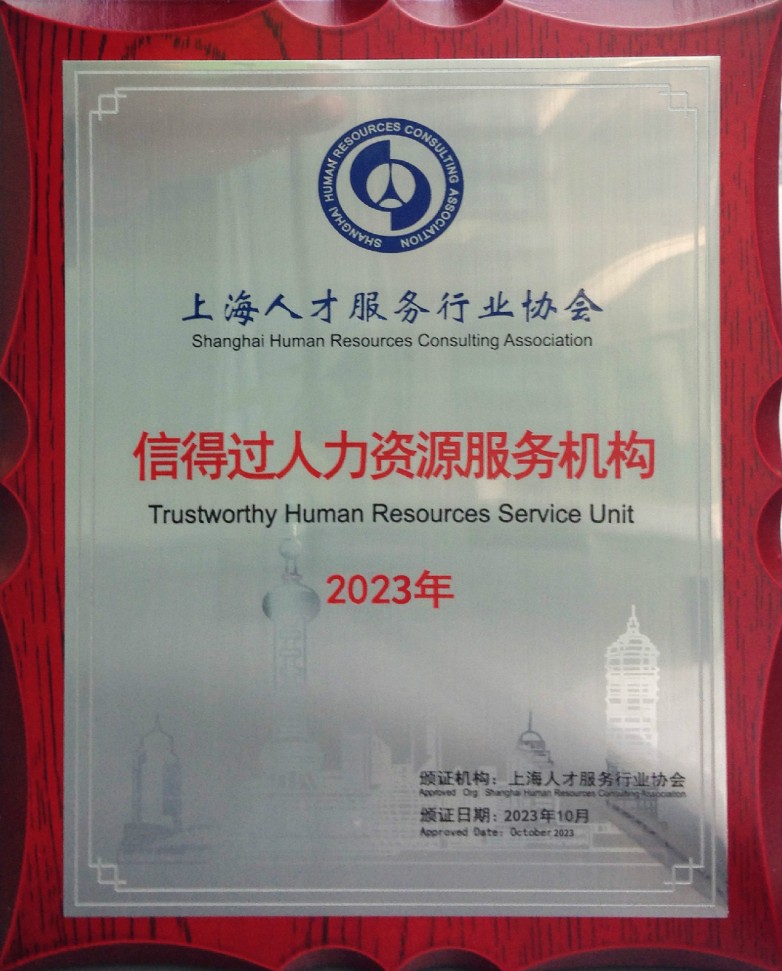 SHANGHAI HUMAN RESOURCES CONSULTING ASSOCIATION
上海人才服务行业协会
Shanghai Human Resources Consulting Association
信得过人力资源服务机构
Trustworthy Human Resources Service Unit
2023年
颁证机构：上海人才服务行业协会
Approved Org Shanghai Human Resources Consulting Association
颁证日期：2023年10月
Approved Date: October 2023